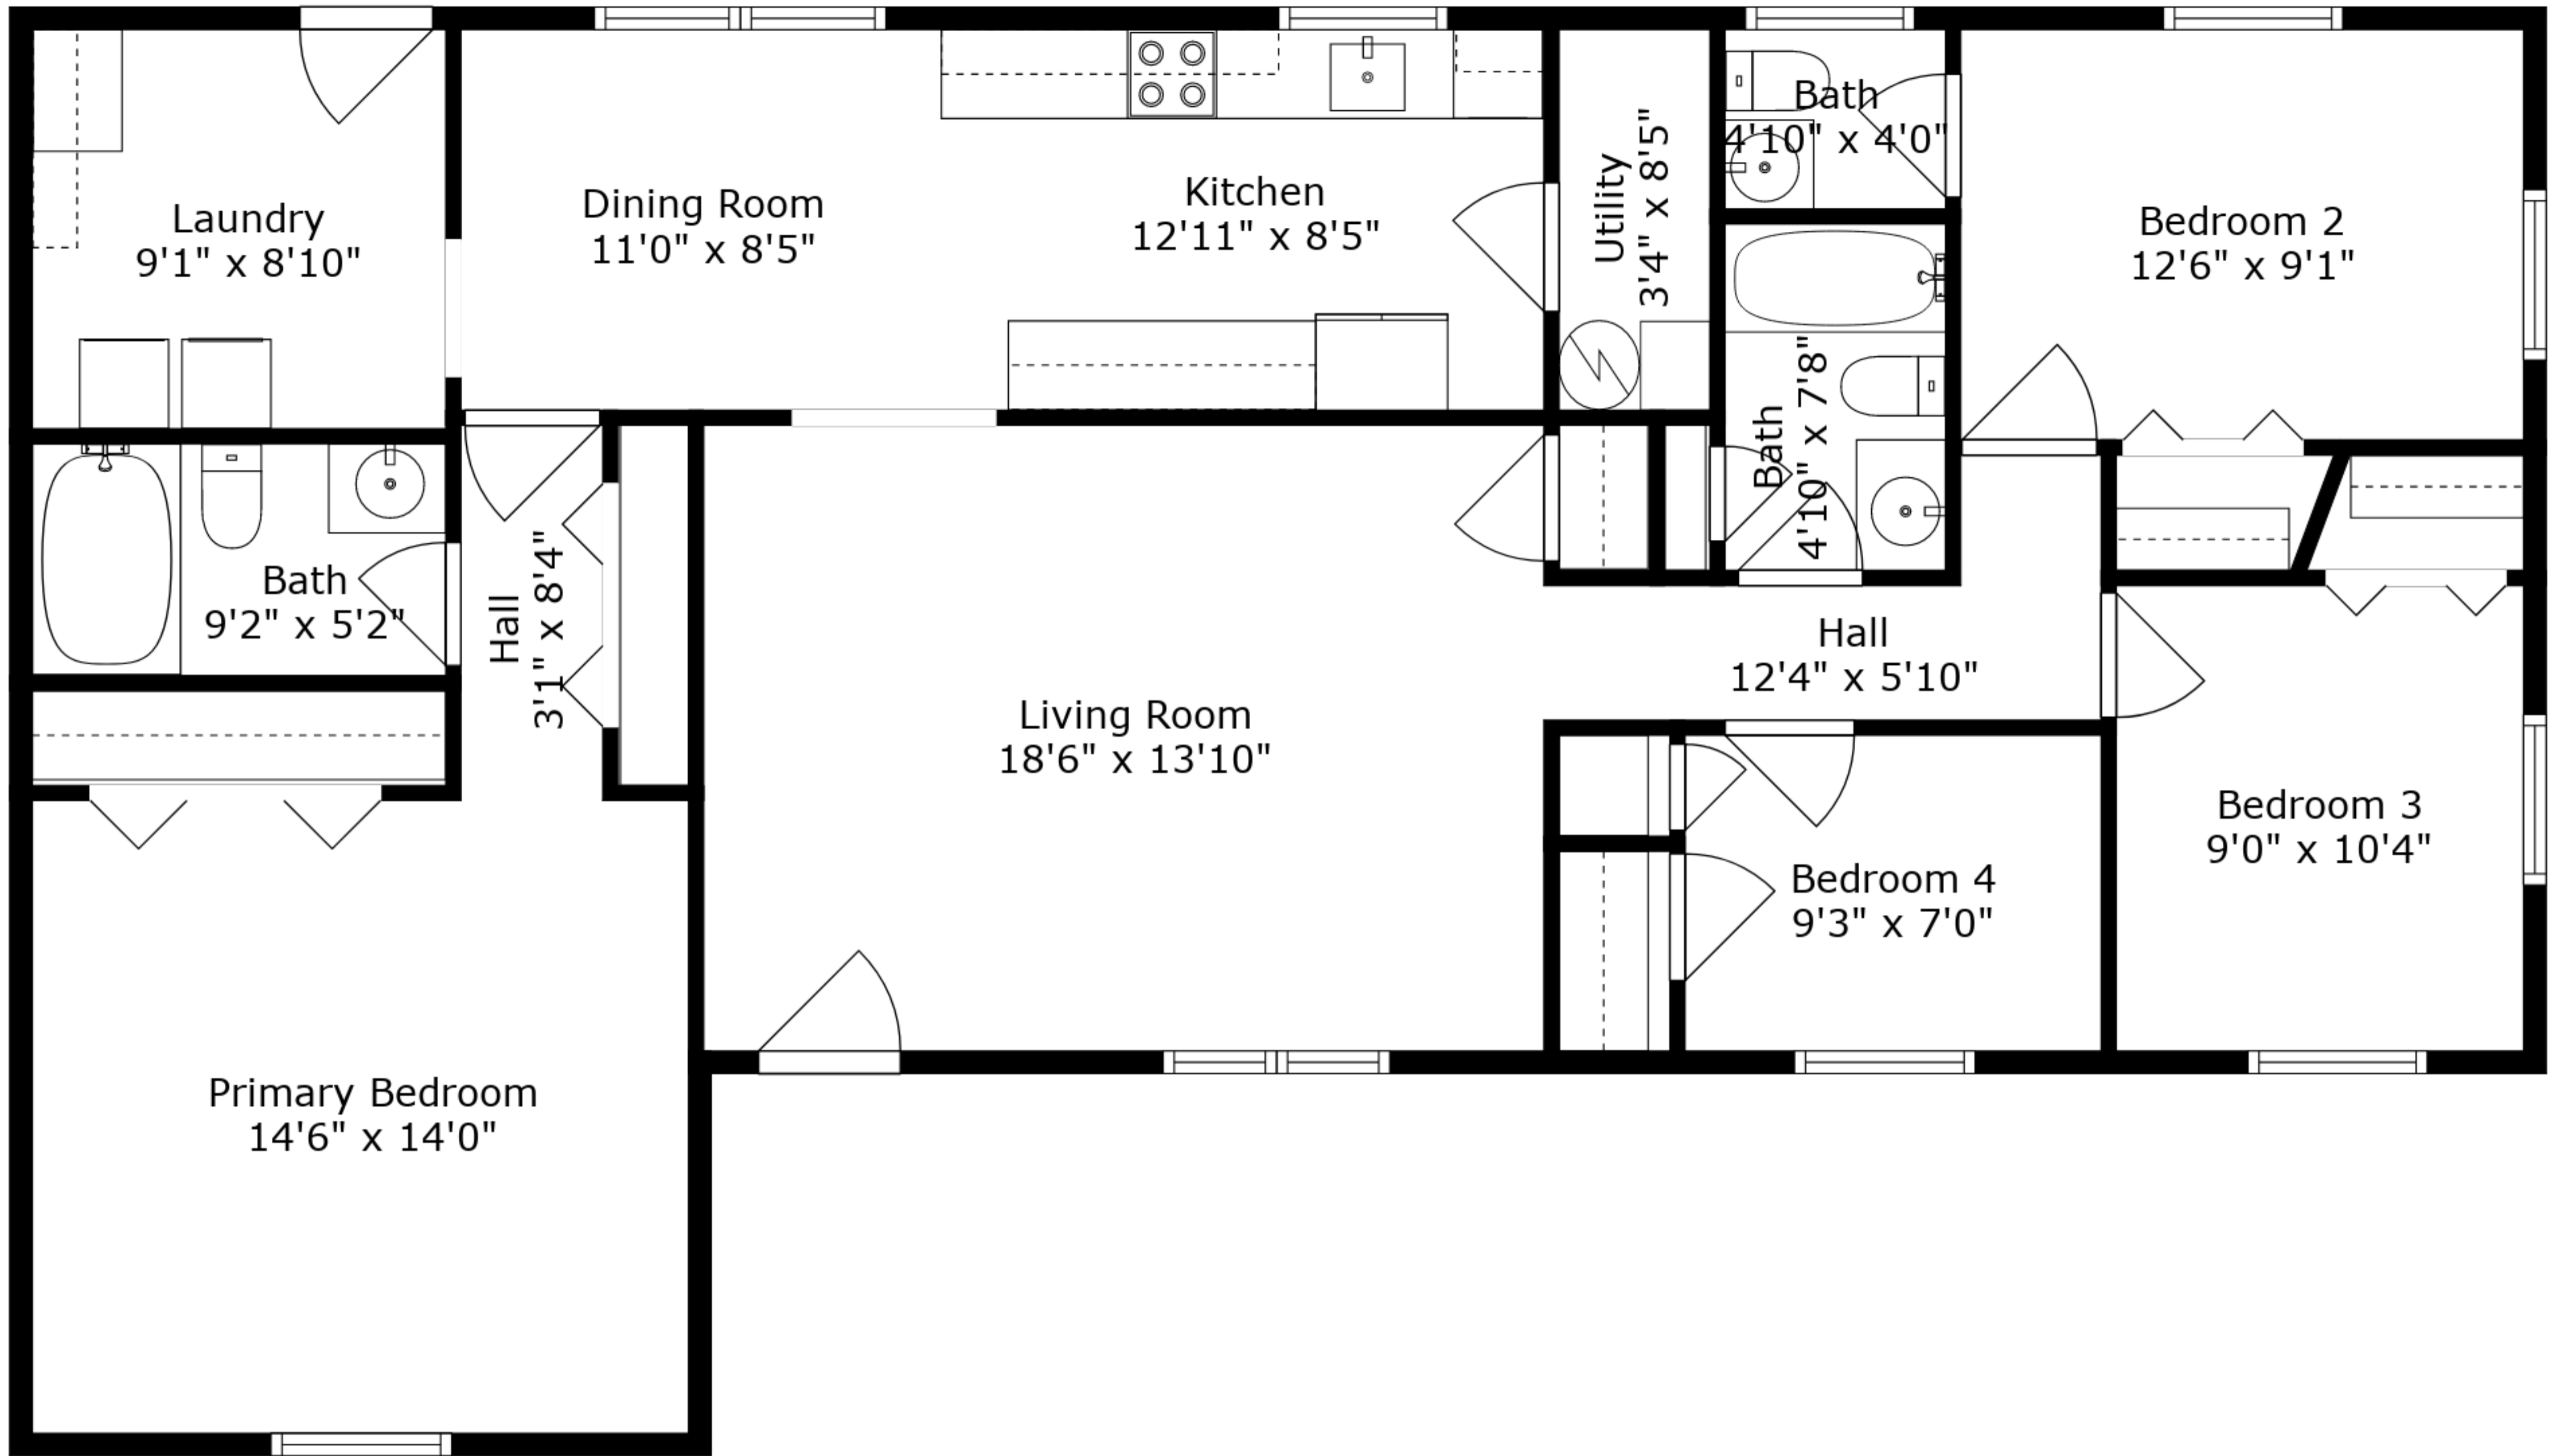 Bath
4'10" x 4'0"
Laundry
9'1" x 8'10"
Dining Room
11'0" x 8'5"
Kitchen
12'11" x 8'5"
Utility
3'4" x 8'5"
Bedroom 2
12'6" x 9'1"
Bath
4'10" x 7'8"
Bath
9'2" x 5'2"
Hall
3'1" x 8'4"
Hall
12'4" x 5'10"
Living Room
18'6" x 13'10"
Bedroom 3
9'0" x 10'4"
Bedroom 4
9'3" x 7'0"
Primary Bedroom
14'6" x 14'0"